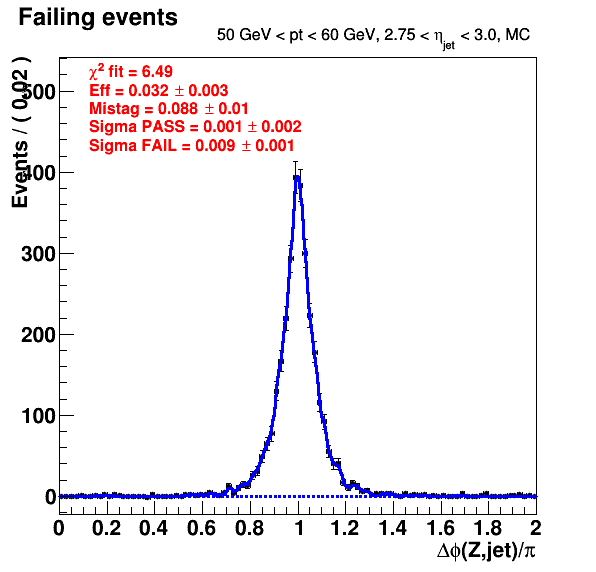 Failing events
50 GeV < pt < 60 GeV, 2.75 < ηjet < 3.0, MC
χ² fit = 6.49
Eff = 0.032 ± 0.003
Mistag = 0.088 ± 0.01
Sigma PASS = 0.001 ± 0.002
Sigma FAIL = 0.009 ± 0.001
Events / ( 0.02 )
500
400
300
200
100
0
0 0.2 0.4 0.6 0.8 1 1.2 1.4 1.6 1.8 2
Δϕ(Z,jet)/π